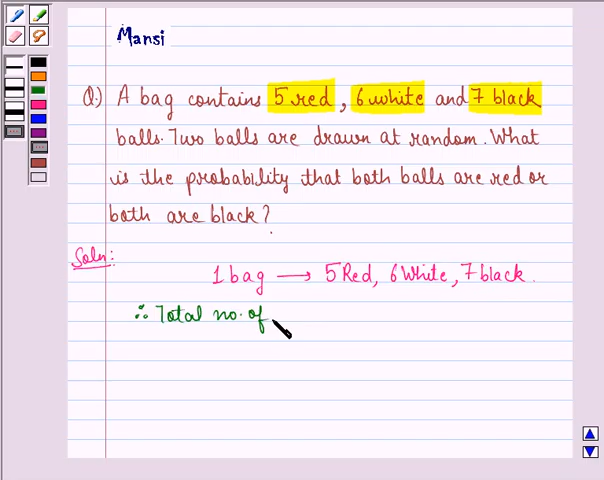 Mansi
Q.) A bag contains 5 red, 6 white and 7 black
balls. Two balls are drawn at random. What
is the probability that both balls are red or
both are black?
Soln:
1 bag → 5 Red, 6 White, 7 black.
∴ Total no. of